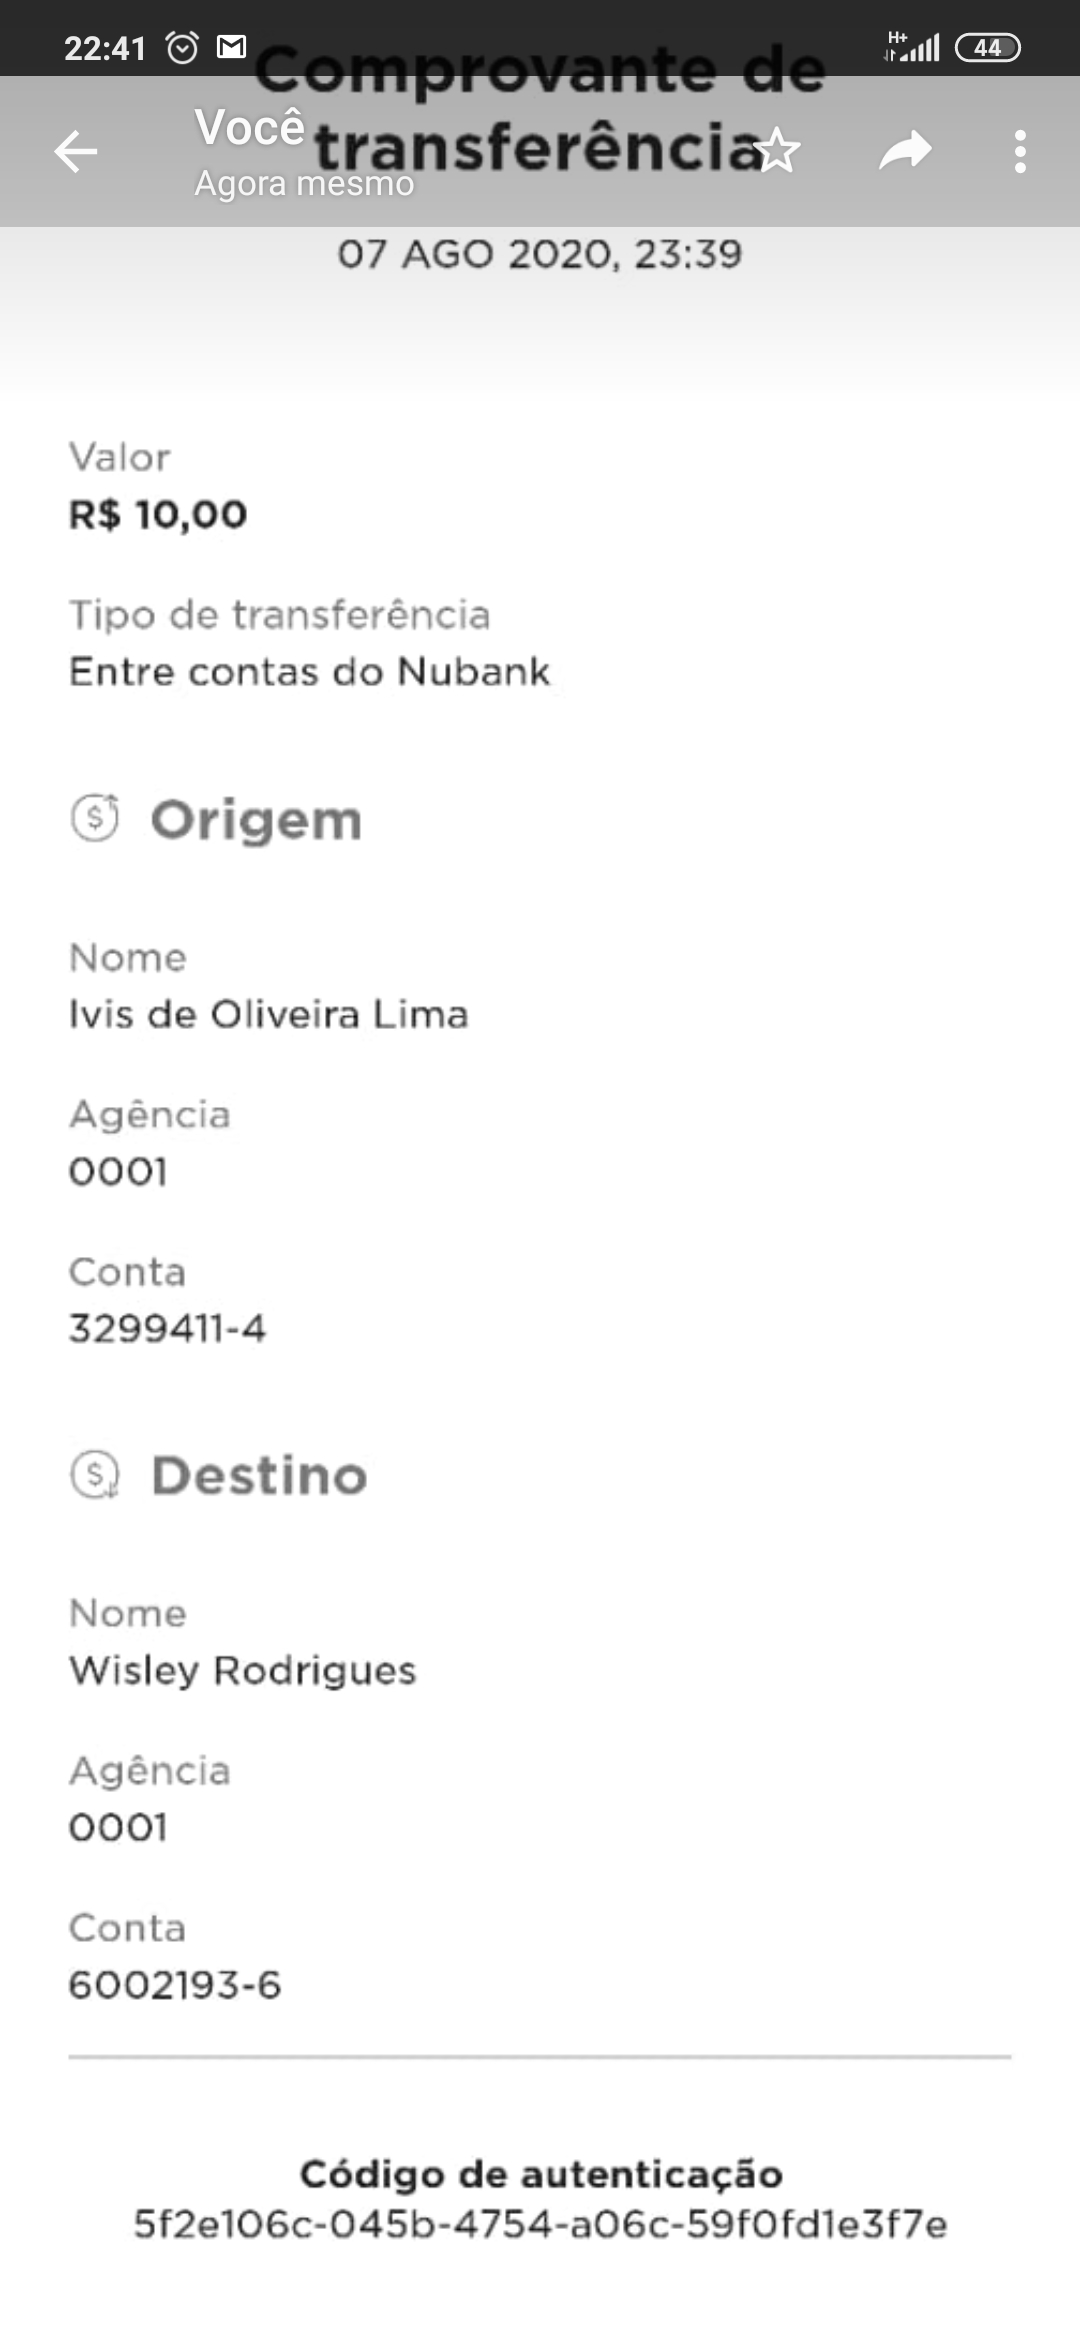 22:41
H+
44
Comprovante de
transferência
Você
Agora mesmo
07 AGO 2020, 23:39
Valor
R$ 10,00
Tipo de transferência
Entre contas do Nubank
Origem
Nome
Ivis de Oliveira Lima
Agência
0001
Conta
3299411-4
Destino
Nome
Wisley Rodrigues
Agência
0001
Conta
6002193-6
Código de autenticação
5f2e106c-045b-4754-a06c-59f0fd1e3f7e